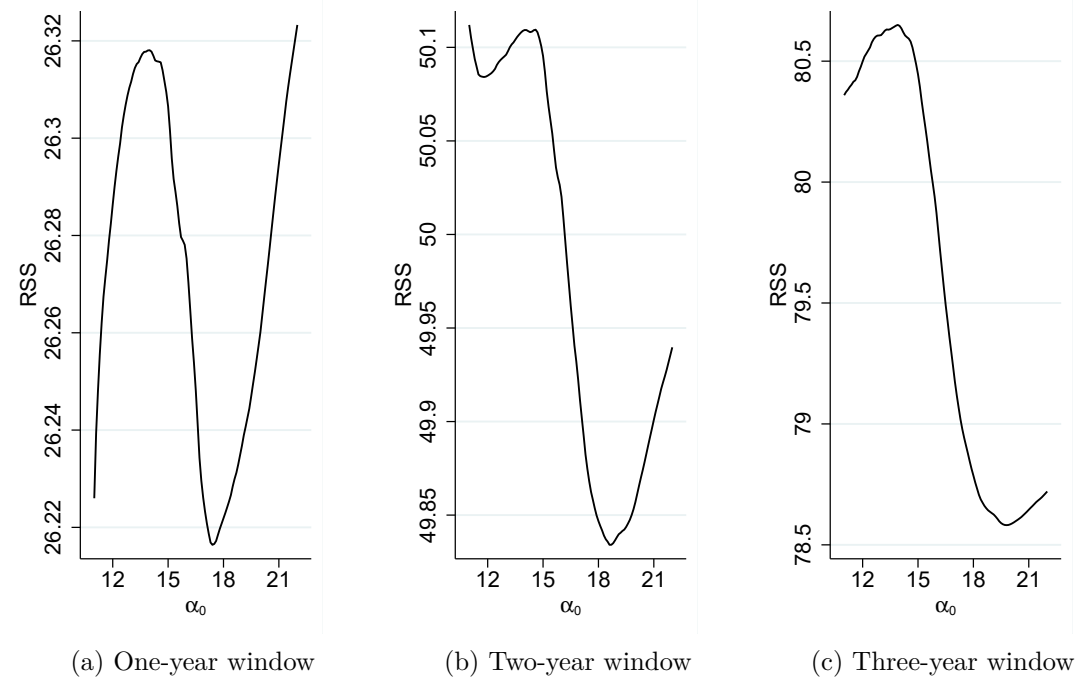 RSS
26.32
26.3
26.28
26.26
26.24
26.22
12 15 18 21
α₀
(a) One-year window
RSS
50.1
50.05
50
49.95
49.9
49.85
12 15 18 21
α₀
(b) Two-year window
RSS
80.5
80
79.5
79
78.5
12 15 18 21
α₀
(c) Three-year window